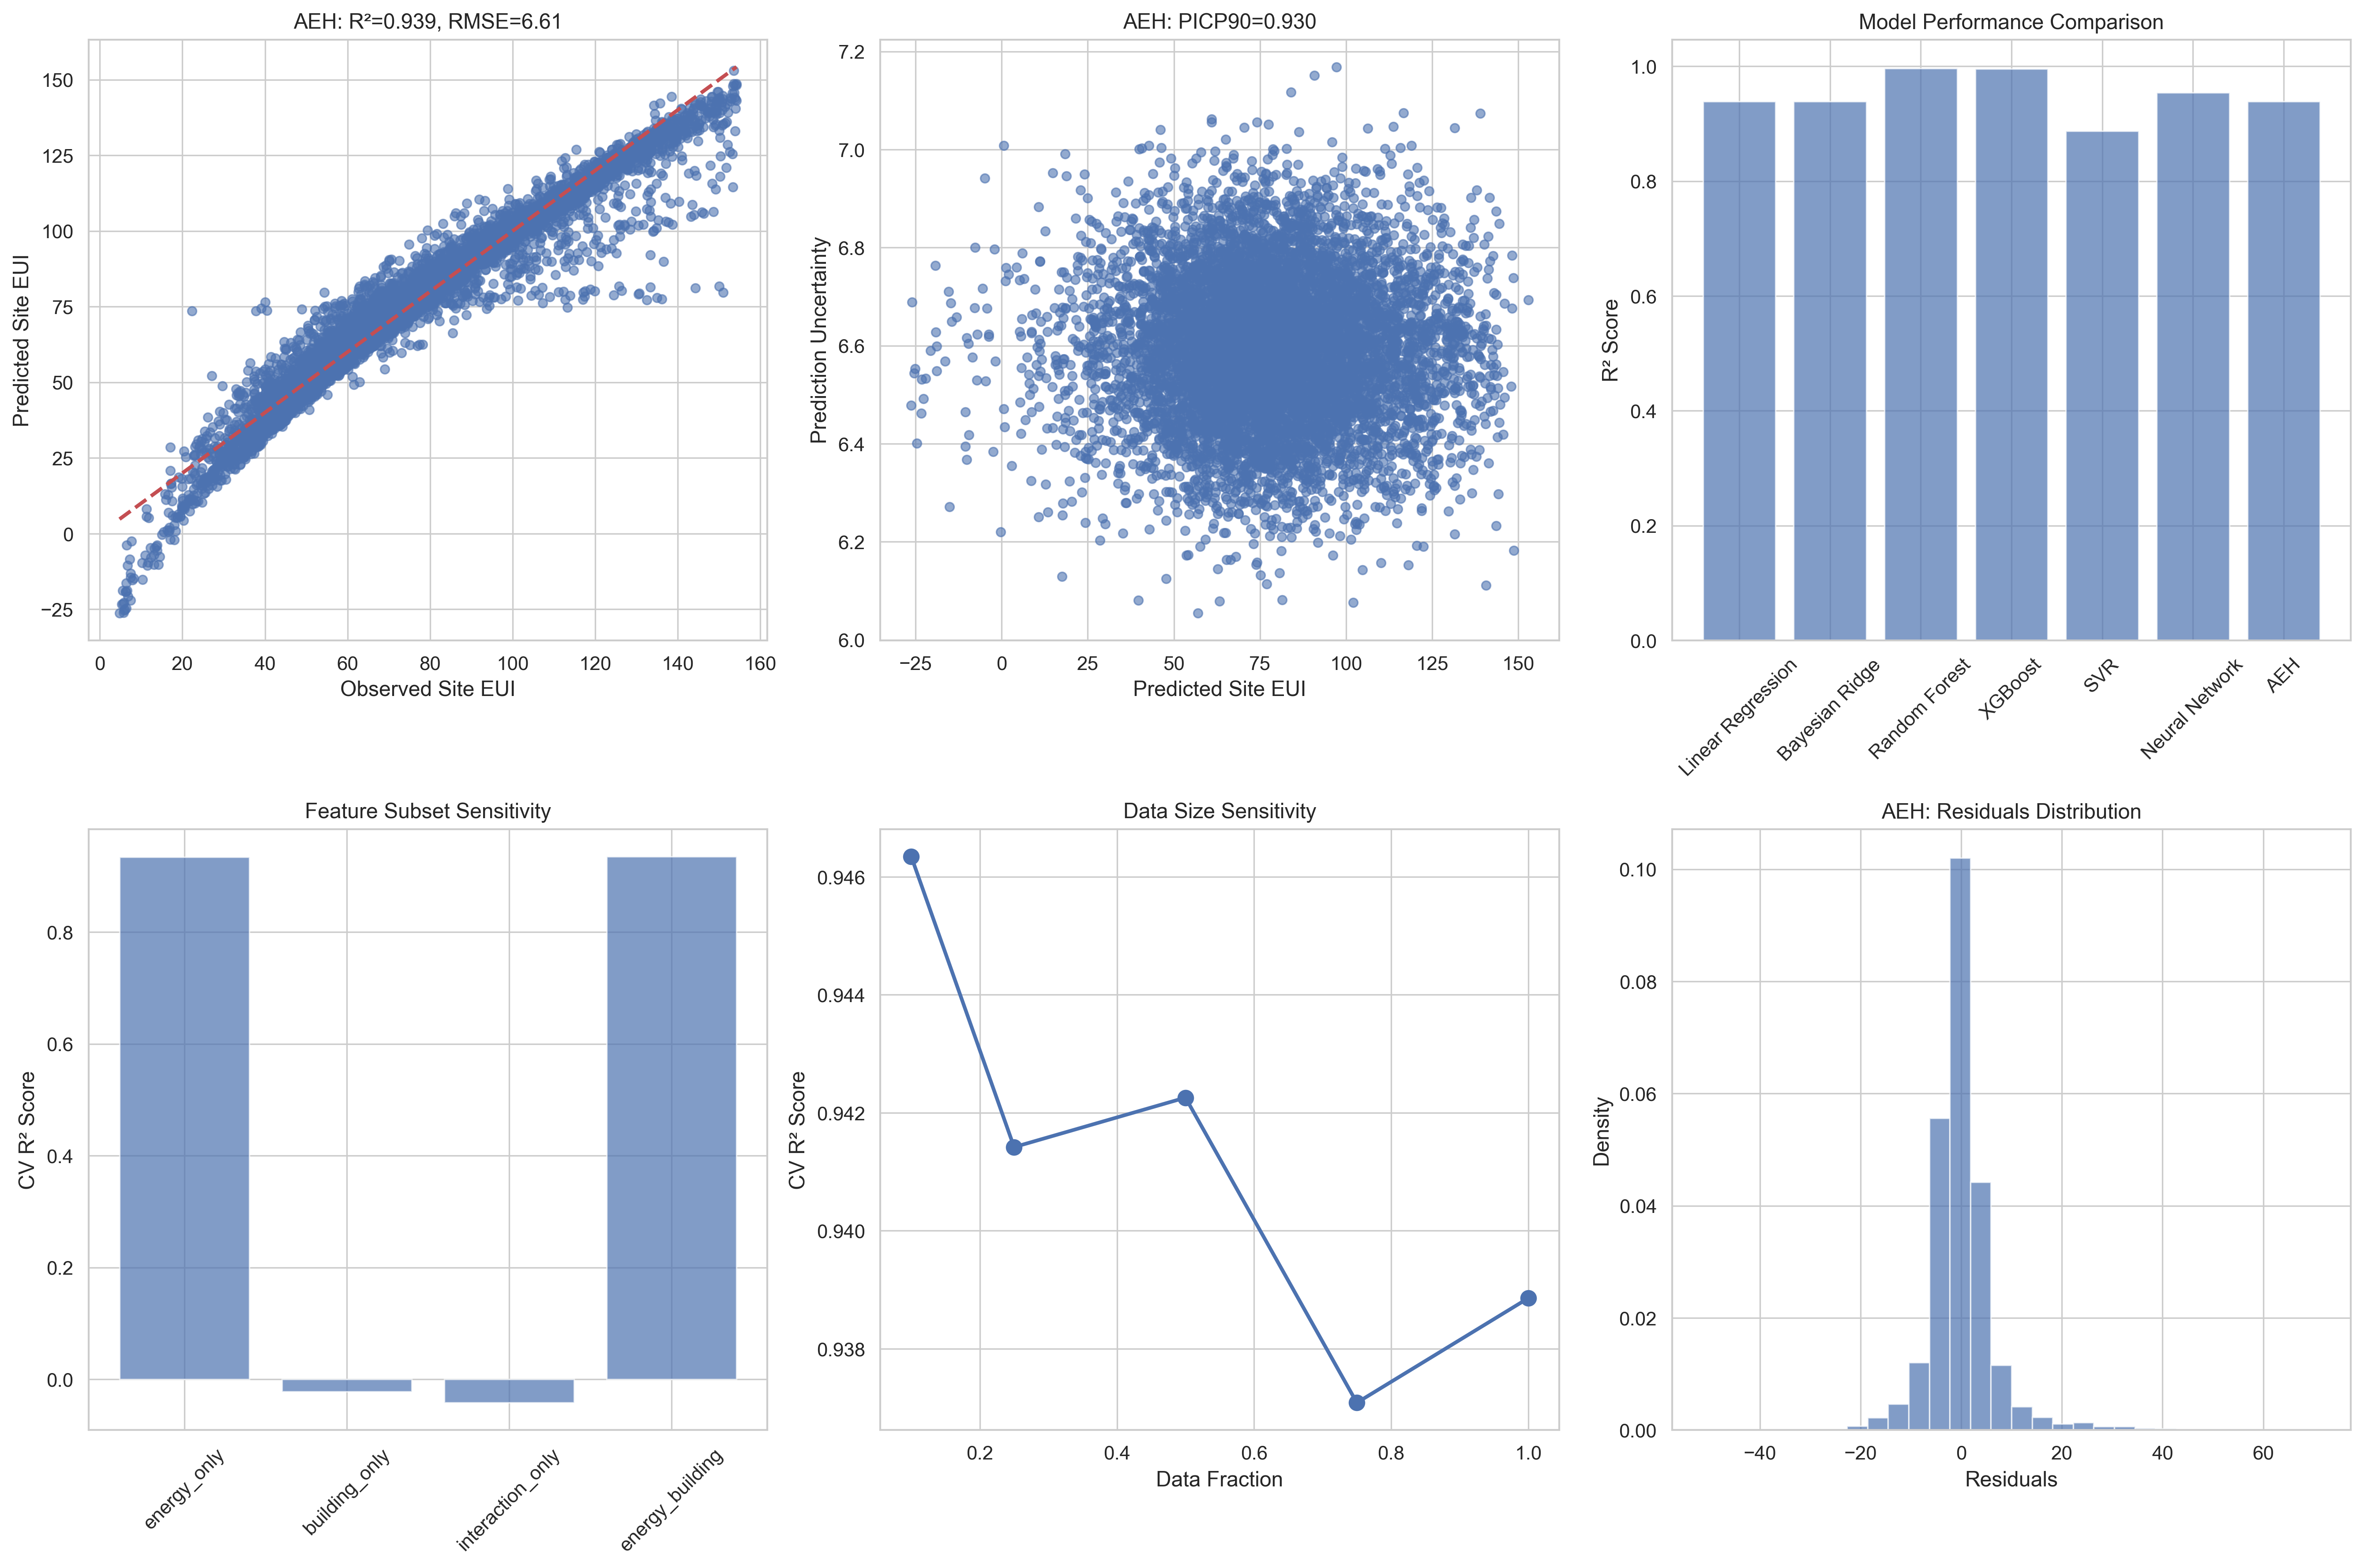 AEH: R²=0.939, RMSE=6.61
Predicted Site EUI
150
125
100
75
50
25
0
−25
0 20 40 60 80 100 120 140 160
Observed Site EUI
AEH: PICP90=0.930
Prediction Uncertainty
7.2
7.0
6.8
6.6
6.4
6.2
6.0
−25 0 25 50 75 100 125 150
Predicted Site EUI
Model Performance Comparison
R² Score
1.0
0.8
0.6
0.4
0.2
0.0
Linear Regression
Bayesian Ridge
Random Forest
XGBoost
SVR
Neural Network
AEH
Feature Subset Sensitivity
CV R² Score
0.8
0.6
0.4
0.2
0.0
energy_only
building_only
interaction_only
energy_building
Data Size Sensitivity
CV R² Score
0.946
0.944
0.942
0.940
0.938
0.2 0.4 0.6 0.8 1.0
Data Fraction
AEH: Residuals Distribution
Density
0.10
0.08
0.06
0.04
0.02
0.00
−40 −20 0 20 40 60
Residuals